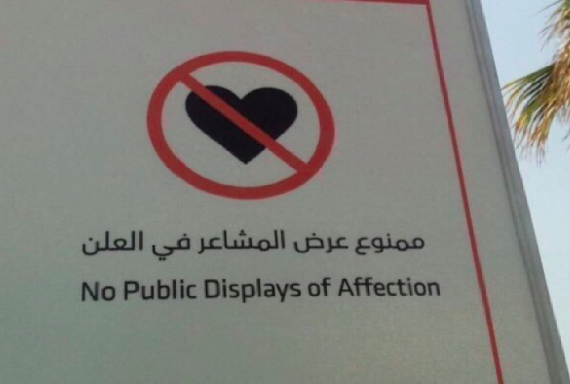 ممنوع عرض المشاعر في العلن
No Public Displays of Affection